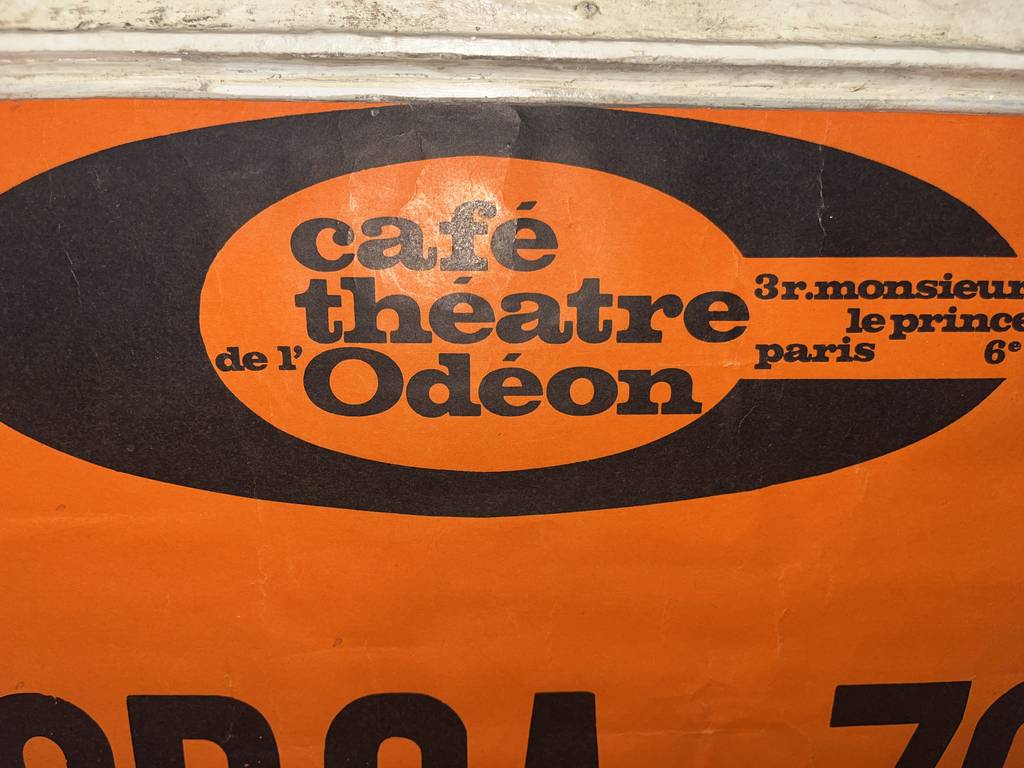 café
théatre
de l'Odéon
3 r. monsieur
le prince
paris 6e